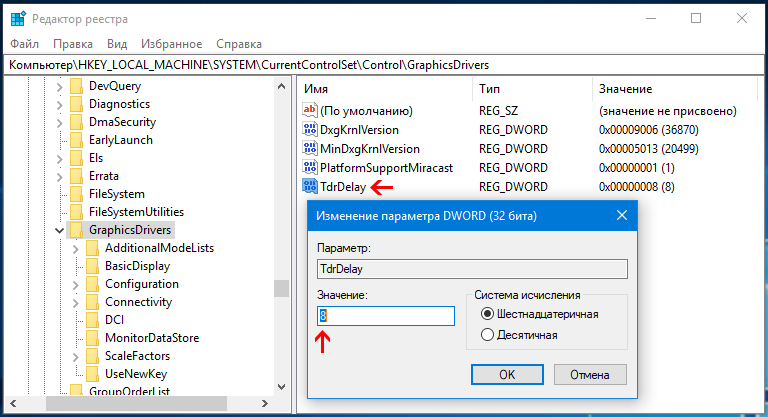 Редактор реестра
Файл Правка Вид Избранное Справка
Компьютер\HKEY_LOCAL_MACHINE\SYSTEM\CurrentControlSet\Control\GraphicsDrivers
DevQuery
Diagnostics
DmaSecurity
EarlyLaunch
Els
Errata
FileSystem
FileSystemUtilities
GraphicsDrivers
AdditionalModeLists
BasicDisplay
Configuration
Connectivity
DCI
MonitorDataStore
ScaleFactors
UseNewKey
GroupOrderList
Имя Тип Значение
ab (По умолчанию) REG_SZ (значение не присвоено)
DxgKrnlVersion REG_DWORD 0x00009006 (36870)
MinDxgKrnlVersion REG_DWORD 0x00005013 (20499)
PlatformSupportMiracast REG_DWORD 0x00000001 (1)
TdrDelay REG_DWORD 0x00000008 (8)
Изменение параметра DWORD (32 бита)
Параметр:
TdrDelay
Значение:
8
Система исчисления
Шестнадцатеричная
Десятичная
OK Отмена